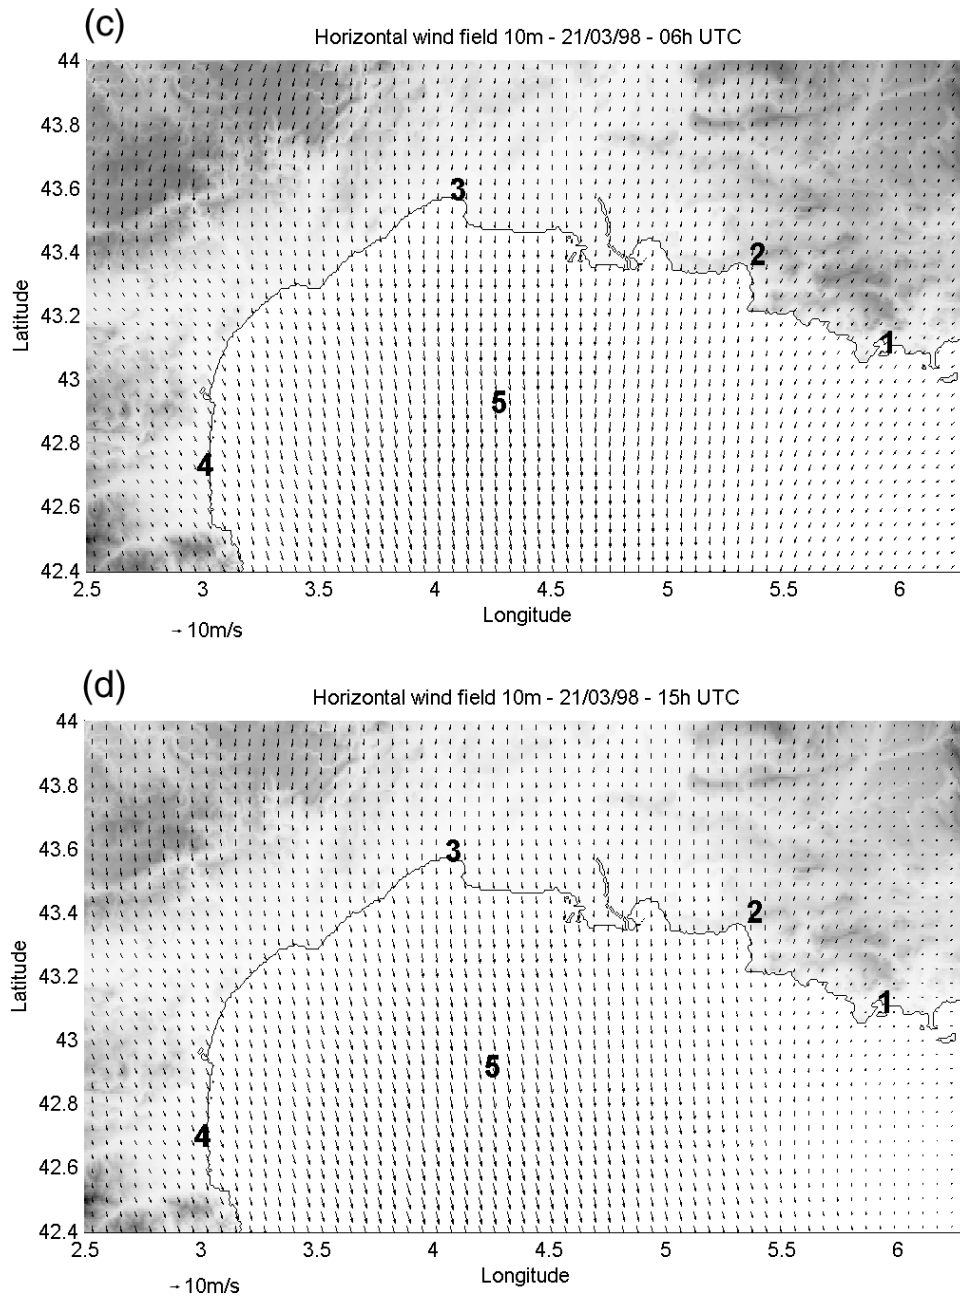 (c)
Horizontal wind field 10m - 21/03/98 - 06h UTC
44
43.8
43.6
43.4
43.2
43
42.8
42.6
42.4
Latitude
3
2
1
5
4
2.5 3 3.5 4 4.5 5 5.5 6
Longitude
→ 10m/s
(d)
Horizontal wind field 10m - 21/03/98 - 15h UTC
44
43.8
43.6
43.4
43.2
43
42.8
42.6
42.4
Latitude
3
2
1
5
4
2.5 3 3.5 4 4.5 5 5.5 6
Longitude
→ 10m/s